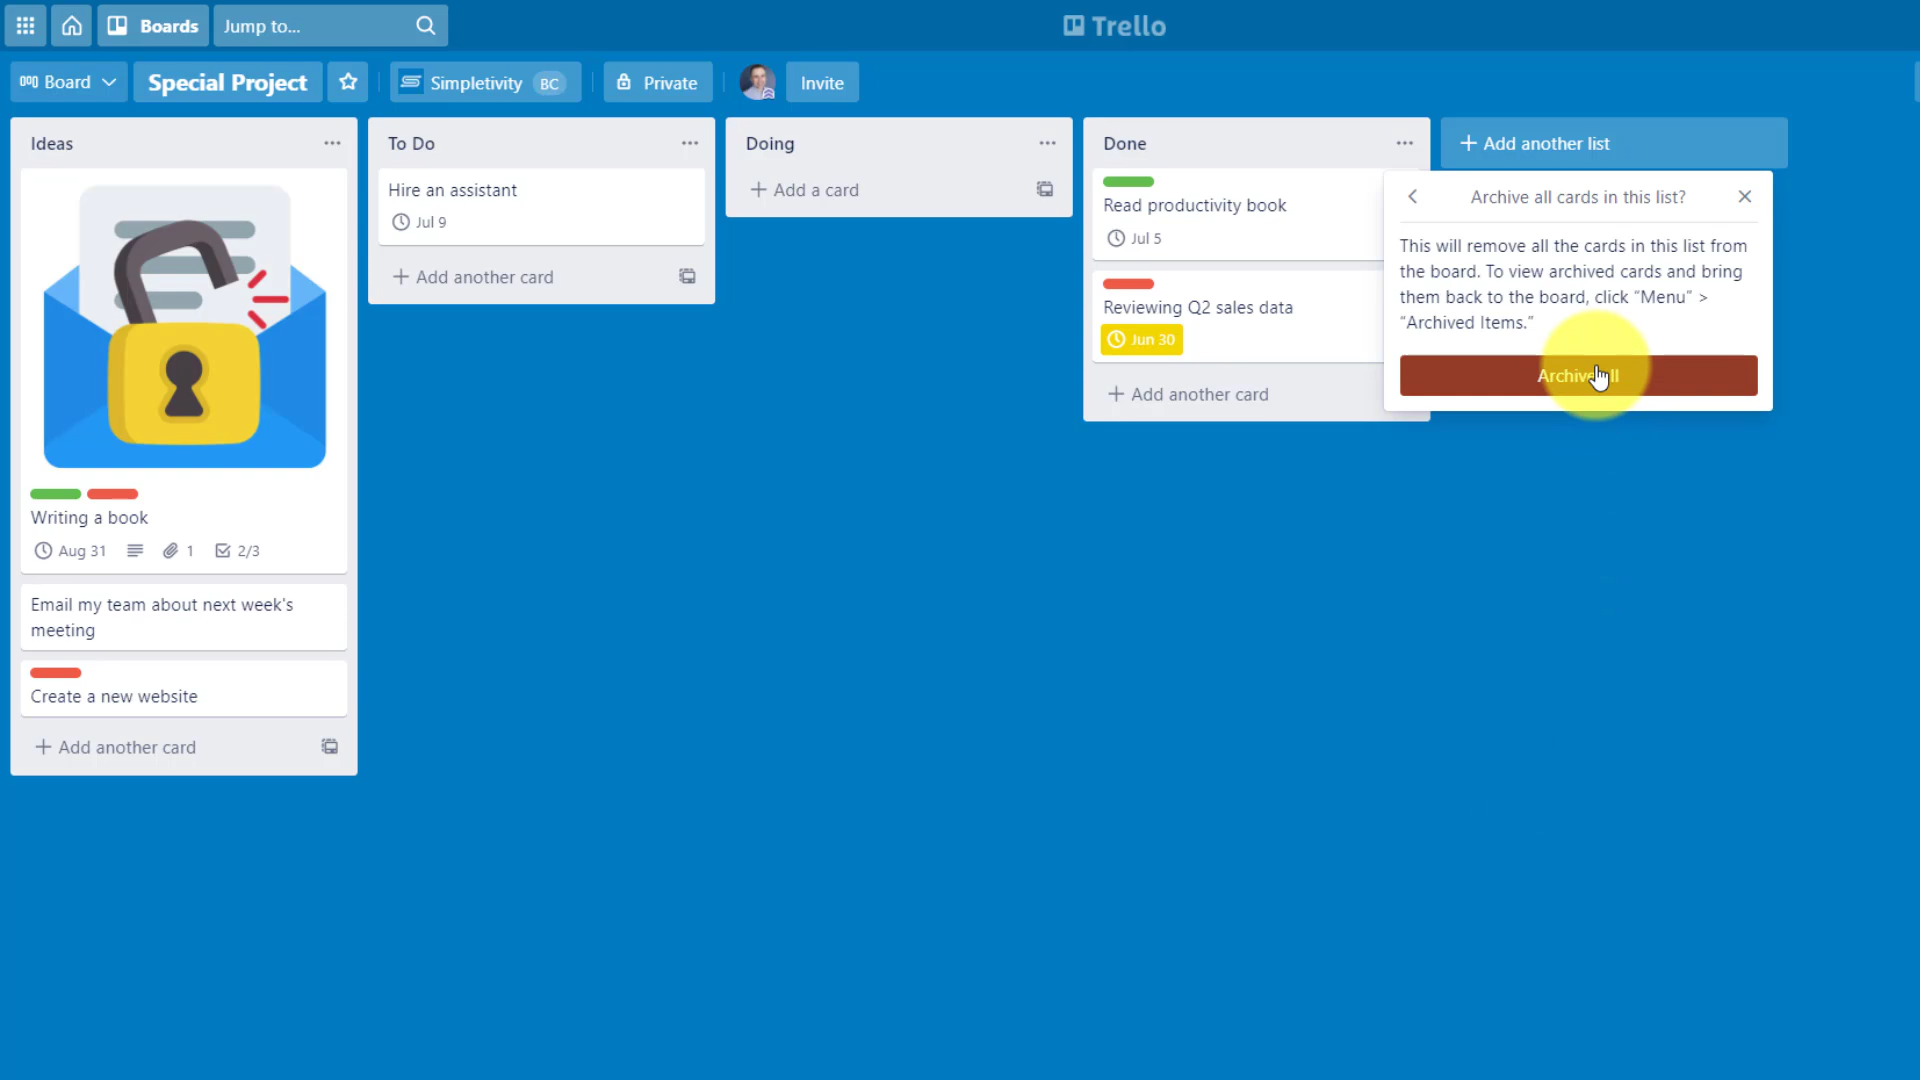 Boards
Jump to...
Trello
Board
Special Project
Simpletivity BC
Private
Invite
Ideas
Writing a book
Aug 31
1
2/3
Email my team about next week's
meeting
Create a new website
+ Add another card
To Do
Hire an assistant
Jul 9
+ Add another card
Doing
+ Add a card
Done
Read productivity book
Jul 5
Reviewing Q2 sales data
Jun 30
+ Add another card
+ Add another list
Archive all cards in this list?
This will remove all the cards in this list from
the board. To view archived cards and bring
them back to the board, click “Menu” >
“Archived Items.”
Archive all